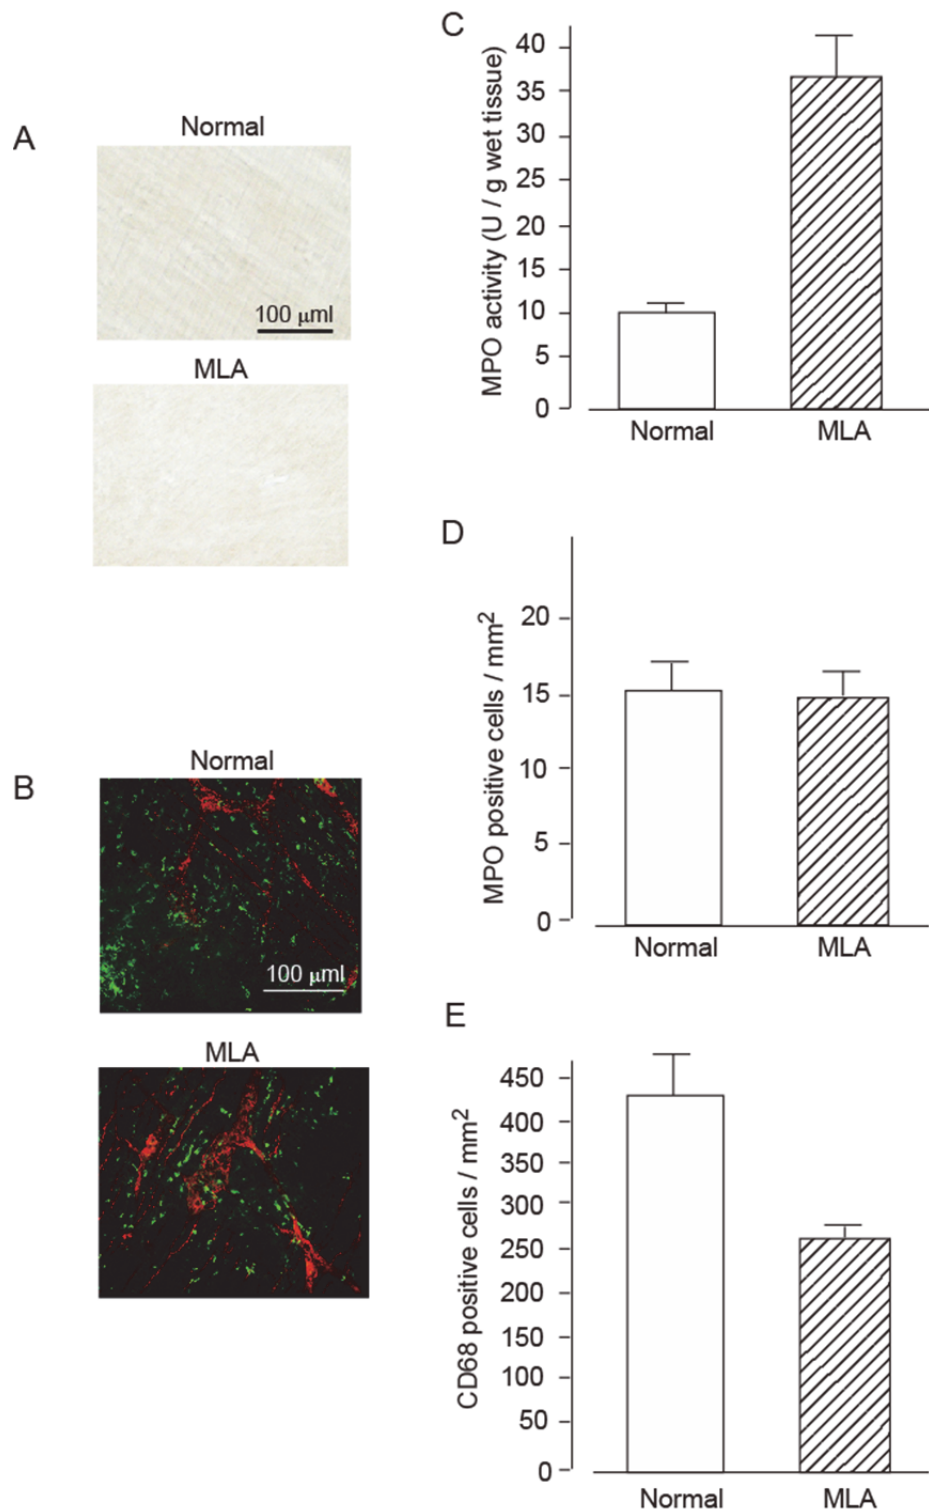 A
Normal
100 μml
MLA
B
Normal
100 μml
MLA
C
MPO activity (U / g wet tissue)
40
35
30
25
20
15
10
5
0
Normal MLA
D
MPO positive cells / mm²
20
15
10
5
0
Normal MLA
E
CD68 positive cells / mm²
450
400
350
300
250
200
150
100
50
0
Normal MLA